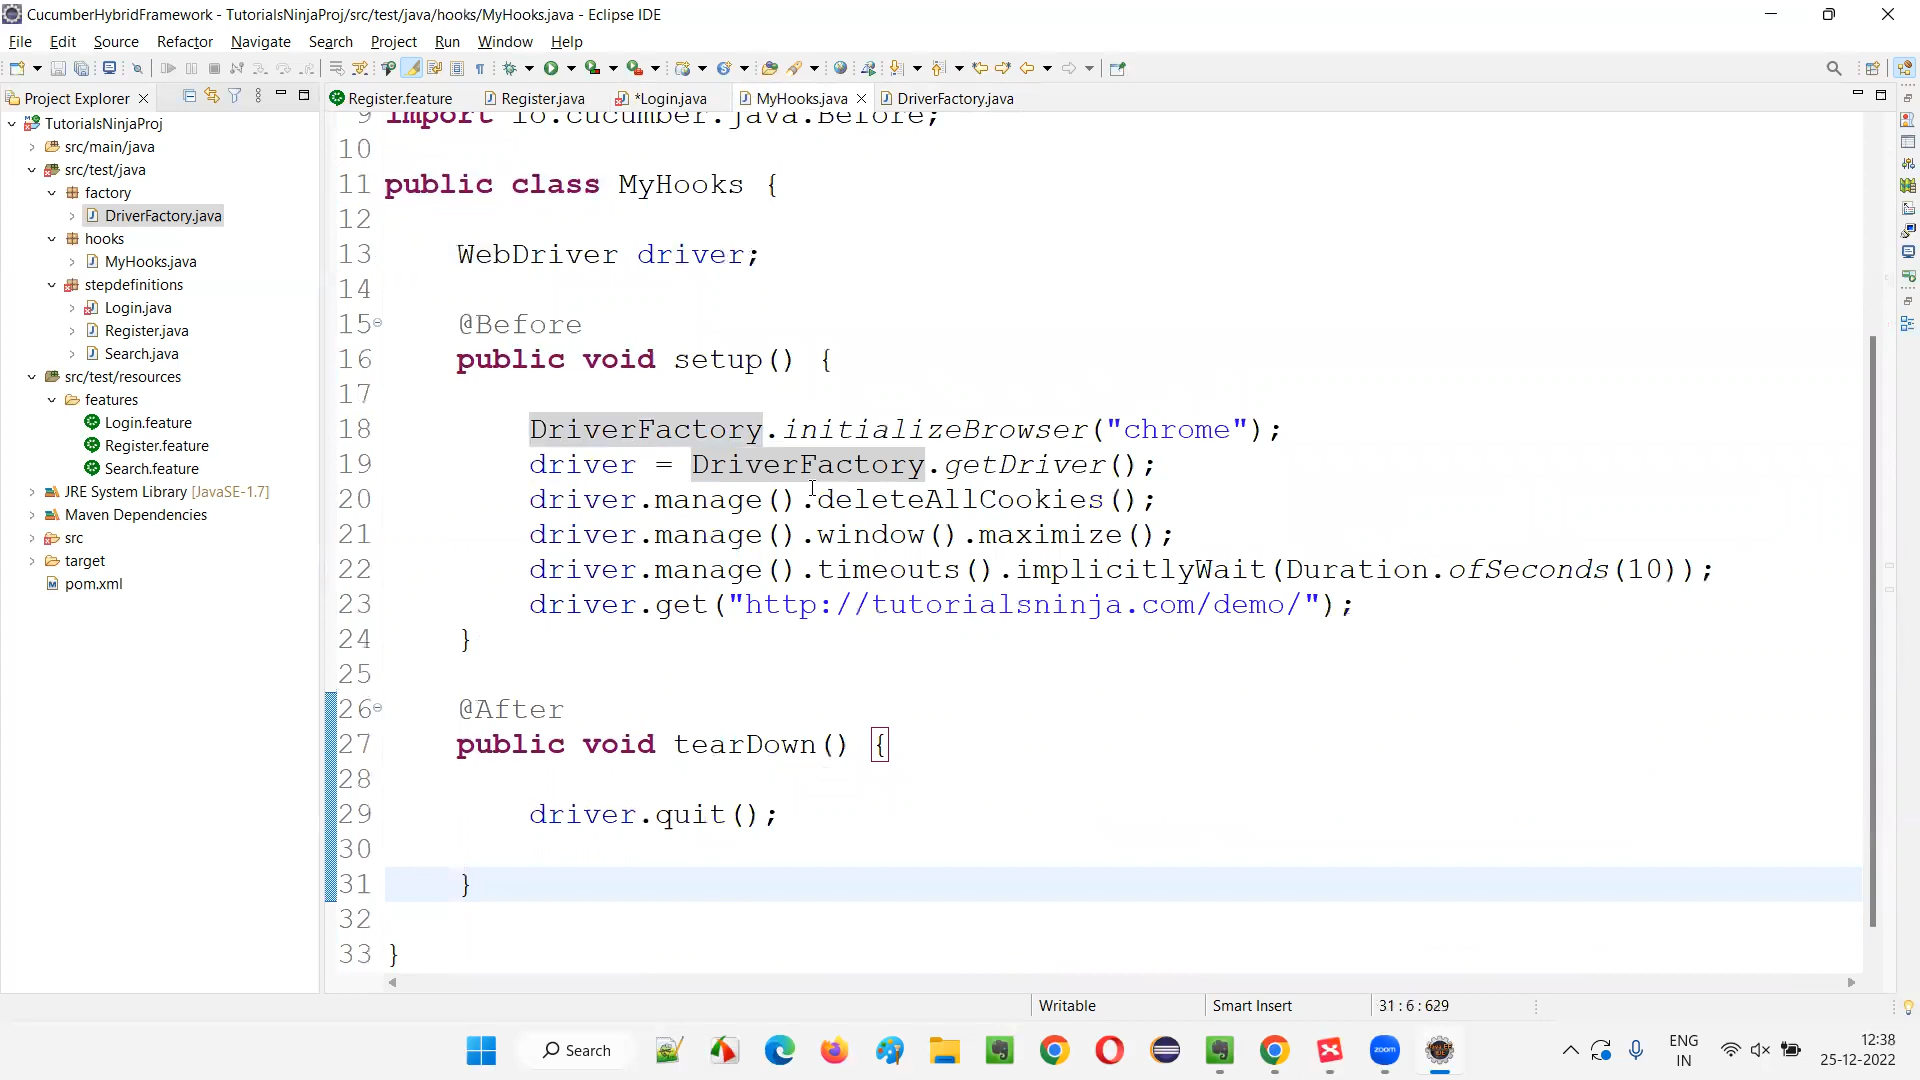 CucumberHybridFramework - TutorialsNinjaProj/src/test/java/hooks/MyHooks.java - Eclipse IDE
File Edit Source Refactor Navigate Search Project Run Window Help
Project Explorer
Register.feature Register.java *Login.java MyHooks.java DriverFactory.java
TutorialsNinjaProj
src/main/java
src/test/java
factory
DriverFactory.java
hooks
MyHooks.java
stepdefinitions
Login.java
Register.java
Search.java
src/test/resources
features
Login.feature
Register.feature
Search.feature
JRE System Library [JavaSE-1.7]
Maven Dependencies
src
target
pom.xml
9 import io.cucumber.java.Before;
10
11 public class MyHooks {
12
13 WebDriver driver;
14
15 @Before
16 public void setup() {
17
18 DriverFactory.initializeBrowser("chrome");
19 driver = DriverFactory.getDriver();
20 driver.manage().deleteAllCookies();
21 driver.manage().window().maximize();
22 driver.manage().timeouts().implicitlyWait(Duration.ofSeconds(10));
23 driver.get("http://tutorialsninja.com/demo/");
24 }
25
26 @After
27 public void tearDown() {
28
29 driver.quit();
30
31 }
32
33 }
Writable Smart Insert 31 : 6 : 629
Search
zoom
ENG
IN
12:38
25-12-2022